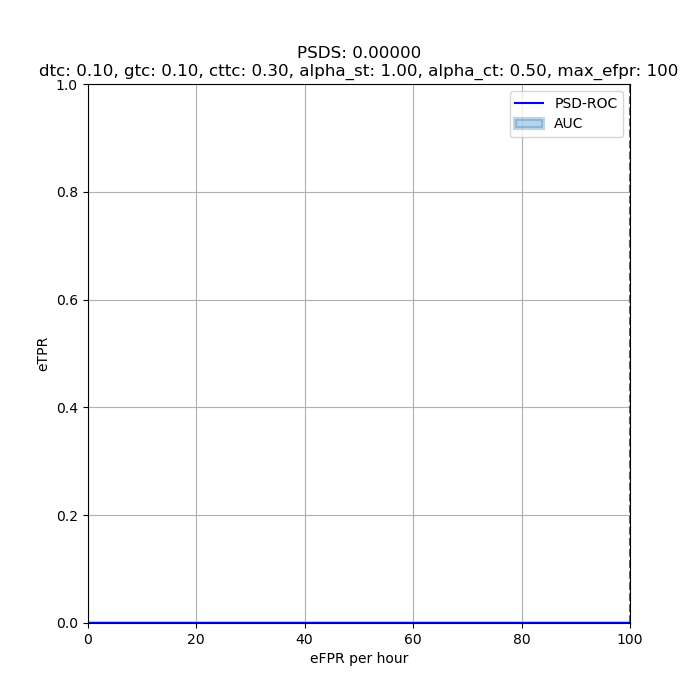 PSDS: 0.00000
dtc: 0.10, gtc: 0.10, cttc: 0.30, alpha_st: 1.00, alpha_ct: 0.50, max_efpr: 100
PSD-ROC
AUC
1.0
0.8
0.6
0.4
0.2
0.0
eTPR
0 20 40 60 80 100
eFPR per hour